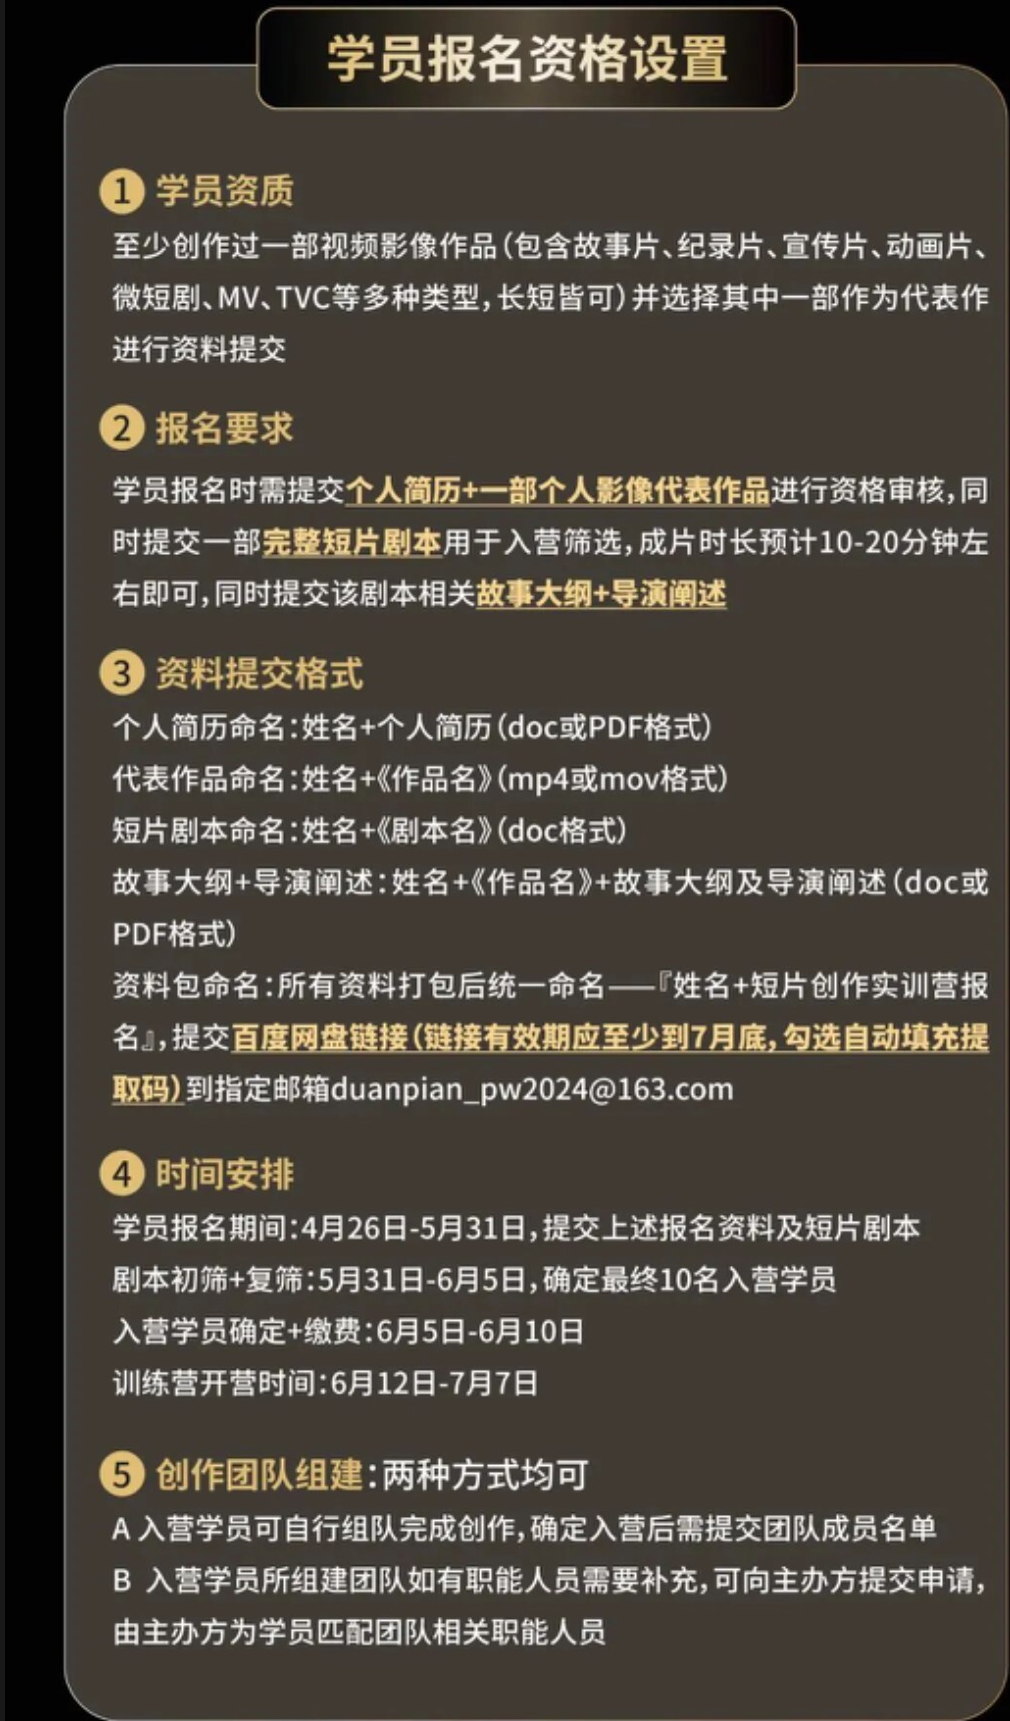 学员报名资格设置
1 学员资质
至少创作过一部视频影像作品(包含故事片、纪录片、宣传片、动画片、
微短剧、MV、TVC等多种类型,长短皆可)并选择其中一部作为代表作
进行资料提交
2 报名要求
学员报名时需提交个人简历+一部个人影像代表作品进行资格审核,同
时提交一部完整短片剧本用于入营筛选,成片时长预计10-20分钟左
右即可,同时提交该剧本相关故事大纲+导演阐述
3 资料提交格式
个人简历命名:姓名+个人简历(doc或PDF格式)
代表作品命名:姓名+《作品名》(mp4或mov格式)
短片剧本命名:姓名+《剧本名》(doc格式)
故事大纲+导演阐述:姓名+《作品名》+故事大纲及导演阐述(doc或
PDF格式)
资料包命名:所有资料打包后统一命名——『姓名+短片创作实训营报
名』,提交百度网盘链接(链接有效期应至少到7月底,勾选自动填充提
取码)到指定邮箱duanpian_pw2024@163.com
4 时间安排
学员报名期间:4月26日-5月31日,提交上述报名资料及短片剧本
剧本初筛+复筛:5月31日-6月5日,确定最终10名入营学员
入营学员确定+缴费:6月5日-6月10日
训练营开营时间:6月12日-7月7日
5 创作团队组建:两种方式均可
A 入营学员可自行组队完成创作,确定入营后需提交团队成员名单
B 入营学员所组建团队如有职能人员需要补充,可向主办方提交申请,
由主办方为学员匹配团队相关职能人员